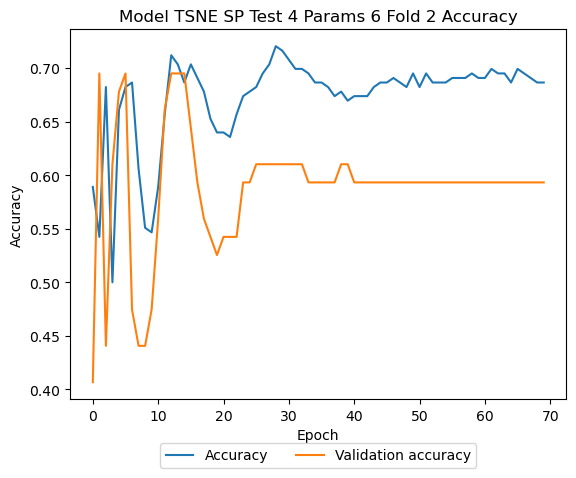 Model TSNE SP Test 4 Params 6 Fold 2 Accuracy
0.70
0.65
0.60
0.55
0.50
0.45
0.40
Accuracy
0 10 20 30 40 50 60 70
Epoch
Accuracy Validation accuracy